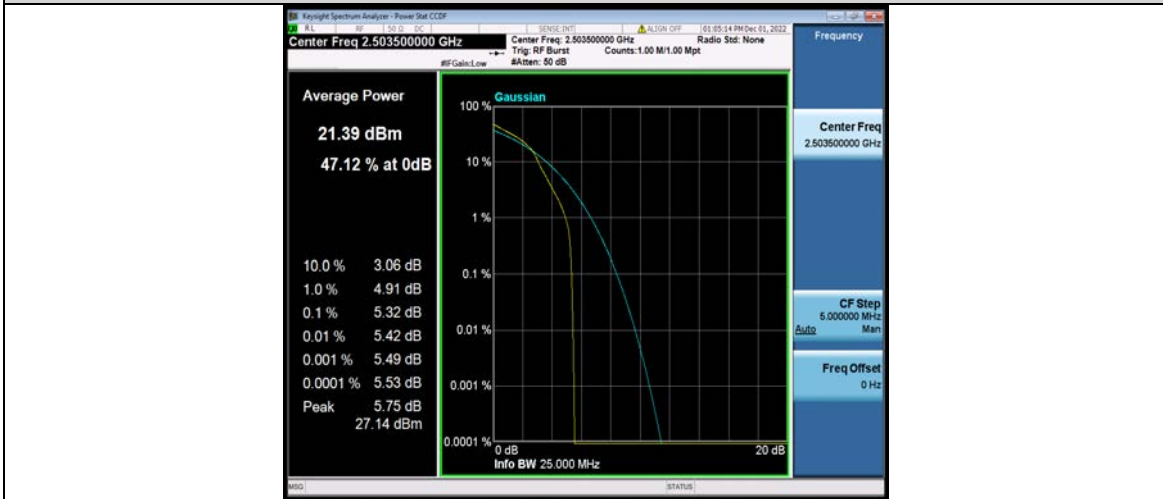 Keysight Spectrum Analyzer - Power Stat CCDF
RL RF 50 Ω DC SENSE:INT ALIGN OFF 01:05:14 PM Dec 01, 2022
Center Freq 2.503500000 GHz
Center Freq: 2.503500000 GHz Radio Std: None
Trig: RF Burst Counts:1.00 M/1.00 Mpt
#IFGain:Low #Atten: 50 dB
Frequency
Average Power
21.39 dBm
47.12 % at 0dB
10.0 % 3.06 dB
1.0 % 4.91 dB
0.1 % 5.32 dB
0.01 % 5.42 dB
0.001 % 5.49 dB
0.0001 % 5.53 dB
Peak 5.75 dB
27.14 dBm
Gaussian
100 %
10 %
1 %
0.1 %
0.01 %
0.001 %
0.0001 %
0 dB 20 dB
Info BW 25.000 MHz
Center Freq
2.503500000 GHz
CF Step
5.000000 MHz
Auto Man
Freq Offset
0 Hz
MSG STATUS